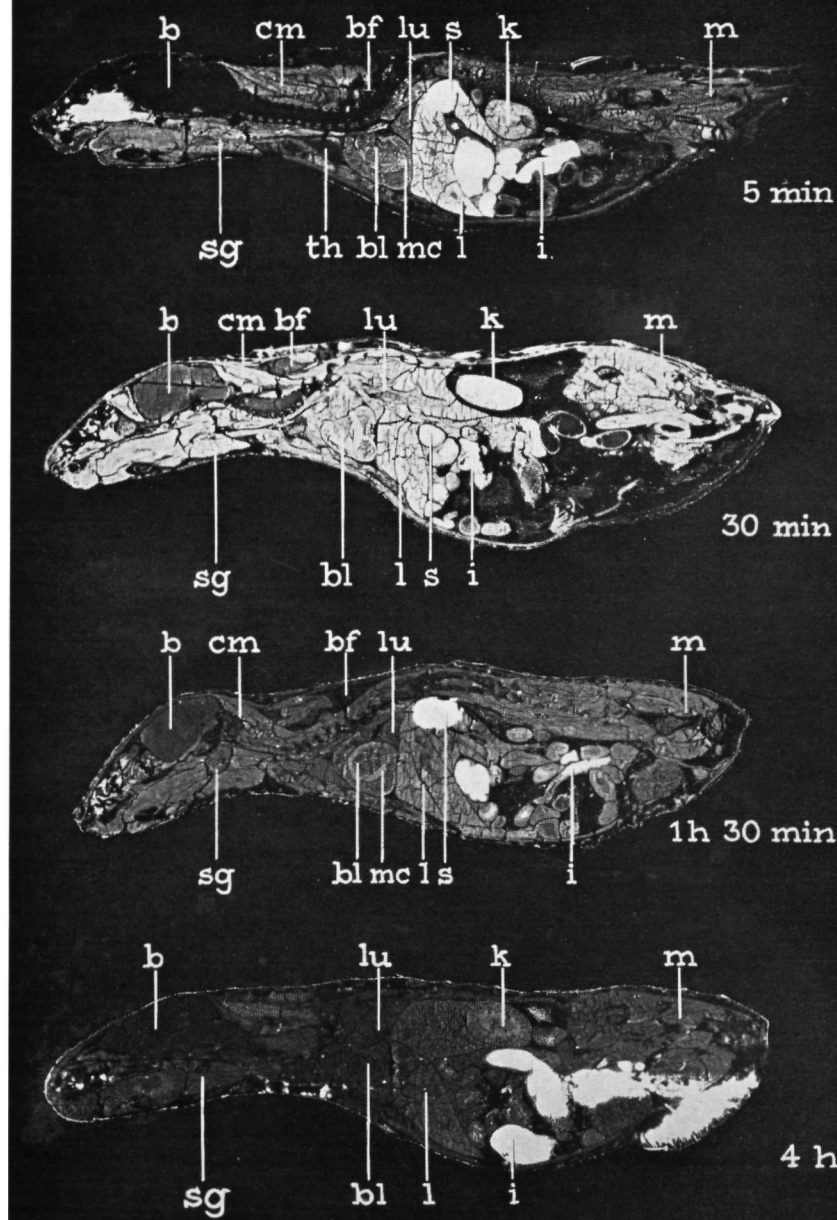 b cm bf lu s k m
5 min
sg th bl mc l i.
b cm bf lu k m
30 min
sg bl l s i
b cm bf lu m
1h 30 min
sg bl mc l s i
b lu k m
4 h
sg bl l i